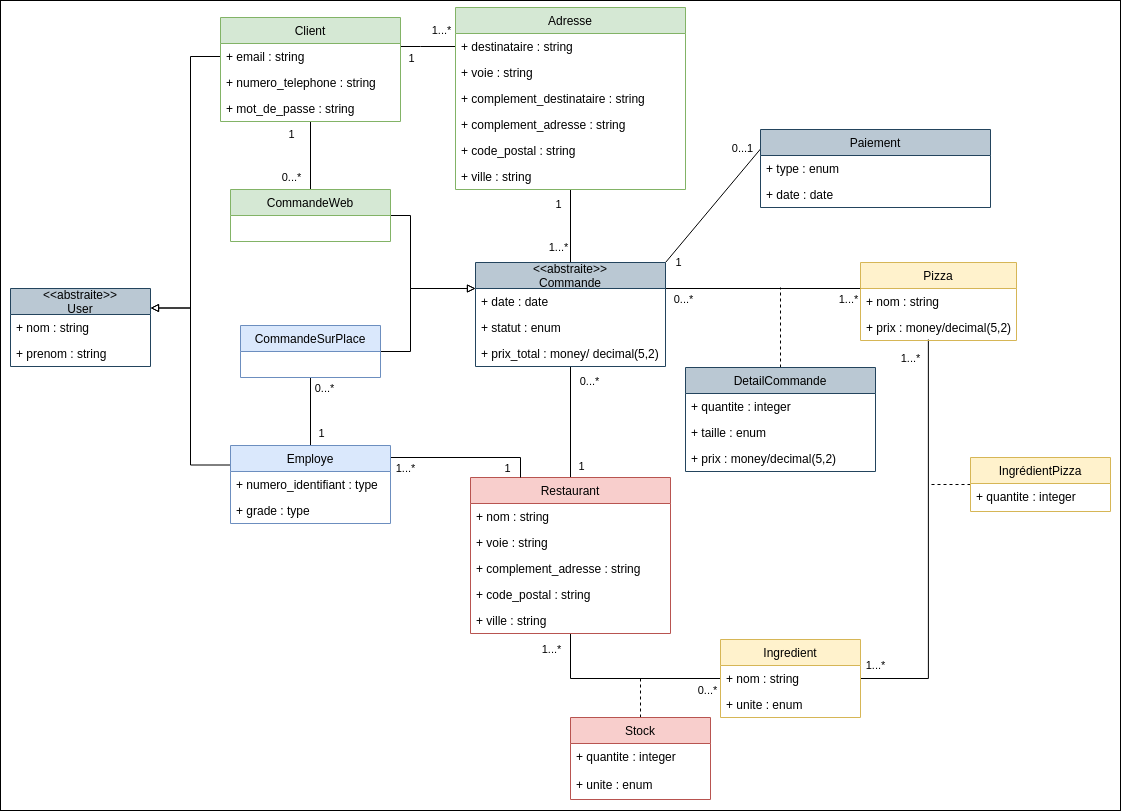 Client
+ email : string
+ numero_telephone : string
+ mot_de_passe : string
1...*
1
Adresse
+ destinataire : string
+ voie : string
+ complement_destinataire : string
+ complement_adresse : string
+ code_postal : string
+ ville : string
1
0...*
CommandeWeb
1
1...*
0...1
1
Paiement
+ type : enum
+ date : date
<<abstraite>>
User
+ nom : string
+ prenom : string
<<abstraite>>
Commande
+ date : date
+ statut : enum
+ prix_total : money/ decimal(5,2)
0...*
1...*
Pizza
+ nom : string
+ prix : money/decimal(5,2)
CommandeSurPlace
0...*
1
0...*
1
DetailCommande
+ quantite : integer
+ taille : enum
+ prix : money/decimal(5,2)
1...*
Employe
+ numero_identifiant : type
+ grade : type
1...*
1
Restaurant
+ nom : string
+ voie : string
+ complement_adresse : string
+ code_postal : string
+ ville : string
IngrédientPizza
+ quantite : integer
1...*
0...*
Ingredient
+ nom : string
+ unite : enum
1...*
Stock
+ quantite : integer
+ unite : enum